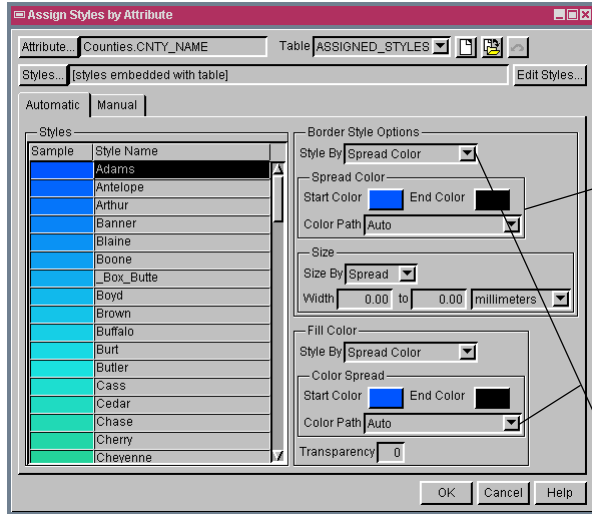 Assign Styles by Attribute
Attribute... Counties.CNTY_NAME Table ASSIGNED_STYLES
Styles... [styles embedded with table] Edit Styles...
Automatic Manual
Styles
Sample Style Name
Adams
Antelope
Arthur
Banner
Blaine
Boone
_Box_Butte
Boyd
Brown
Buffalo
Burt
Butler
Cass
Cedar
Chase
Cherry
Cheyenne
Border Style Options
Style By Spread Color
Spread Color
Start Color End Color
Color Path Auto
Size
Size By Spread
Width 0.00 to 0.00 millimeters
Fill Color
Style By Spread Color
Color Spread
Start Color End Color
Color Path Auto
Transparency 0
OK Cancel Help